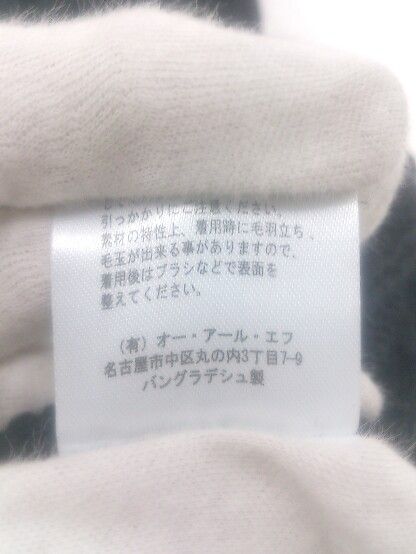 引っかかりにご注意ください。
素材の特性上、着用時に毛羽立ち、
毛玉が出来る事がありますので、
着用後はブラシなどで表面を
整えてください。
(有) オー・アール・エフ
名古屋市中区丸の内3丁目7-9
バングラデシュ製